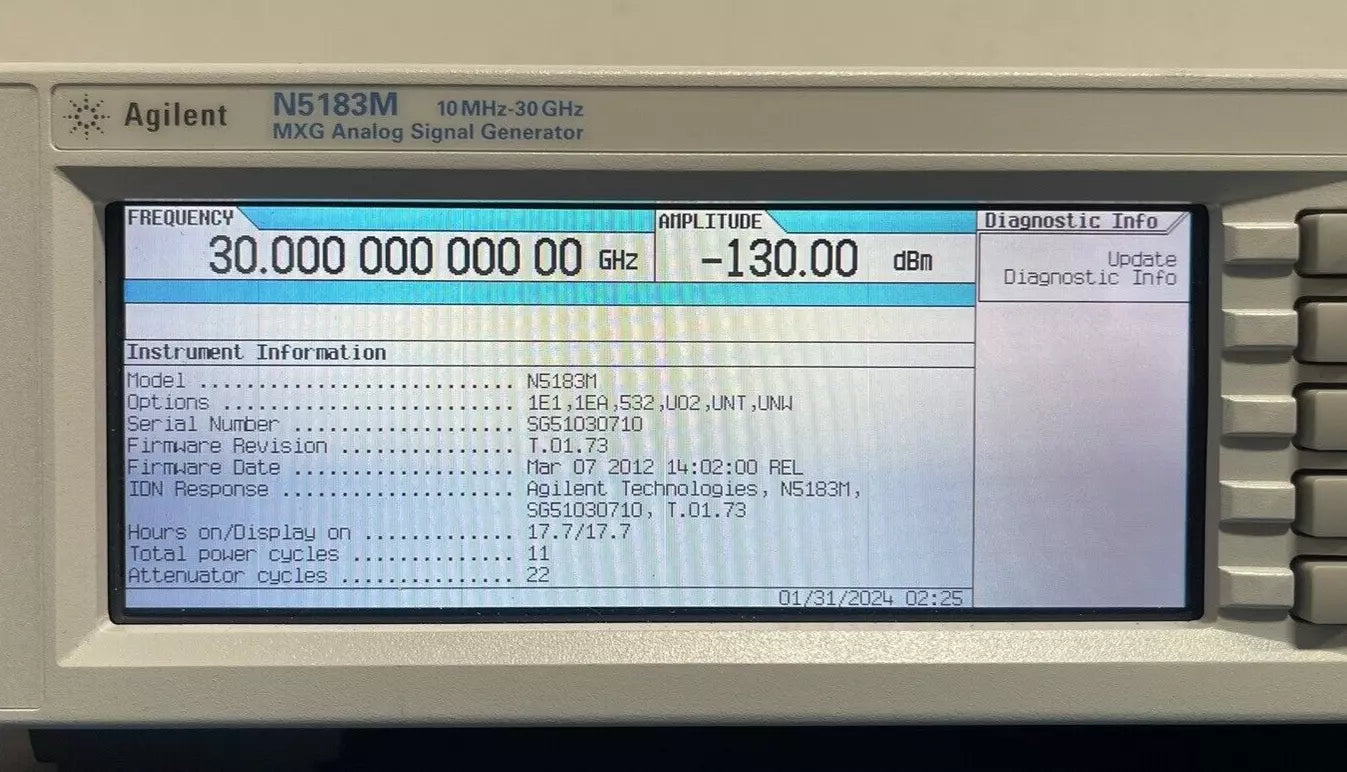 Agilent
N5183M 10MHz-30GHz
MXG Analog Signal Generator
FREQUENCY
30.000 000 000 00 GHz
AMPLITUDE
-130.00 dBm
Diagnostic Info
Update
Diagnostic Info
Instrument Information
Model ........................... N5183M
Options ......................... 1E1,1EA,532,U02,UNT,UNW
Serial Number ................... SG51030710
Firmware Revision ............... T.01.73
Firmware Date ................... Mar 07 2012 14:02:00 REL
IDN Response .................... Agilent Technologies, N5183M,
SG51030710, T.01.73
Hours on/Display on ............. 17.7/17.7
Total power cycles .............. 11
Attenuator cycles ............... 22
01/31/2024 02:25